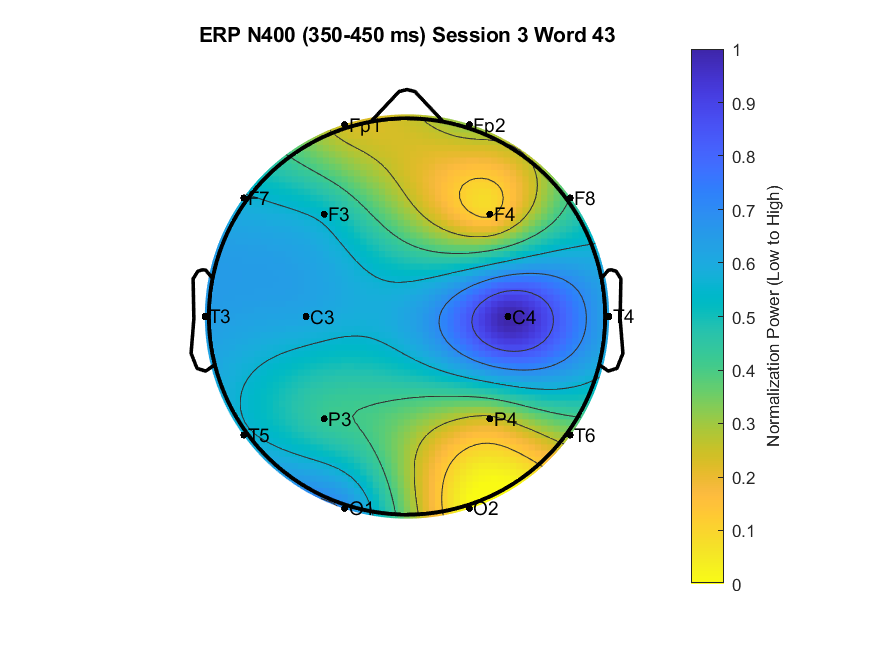 ERP N400 (350-450 ms) Session 3 Word 43
Fp1
Fp2
F7
F3
F4
F8
T3
C3
C4
T4
P3
P4
T5
T6
O1
O2
1
0.9
0.8
0.7
0.6
0.5
0.4
0.3
0.2
0.1
0
Normalization Power (Low to High)